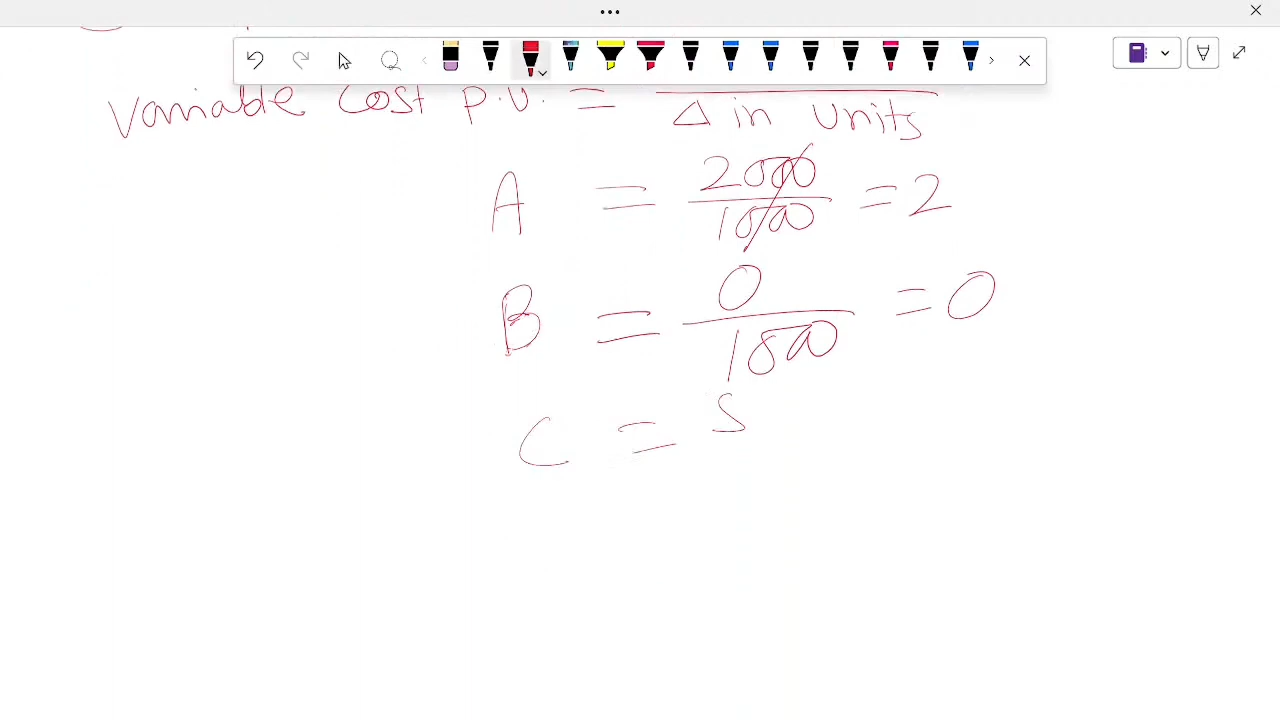 Variable Cost p.u. = 
Δ in units
A = 2000/1000 = 2
B = 0/1000 = 0
C = 5